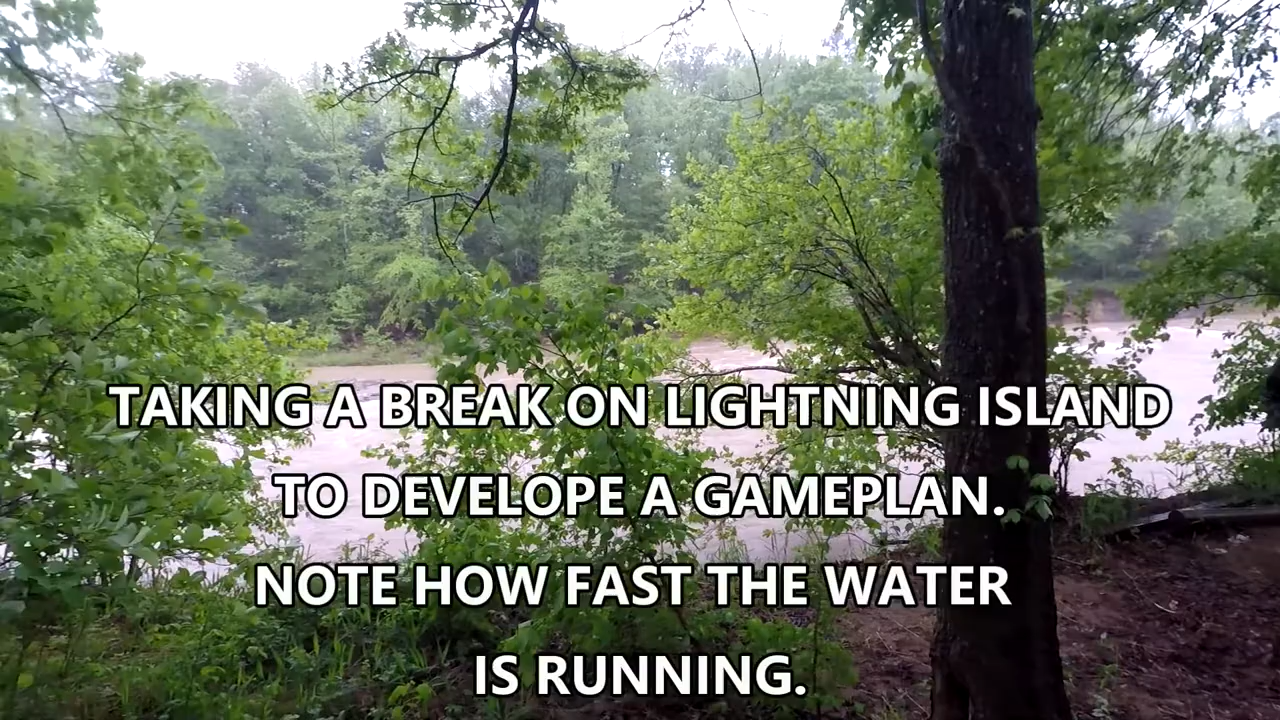 TAKING A BREAK ON LIGHTNING ISLAND
TO DEVELOPE A GAMEPLAN.
NOTE HOW FAST THE WATER
IS RUNNING.